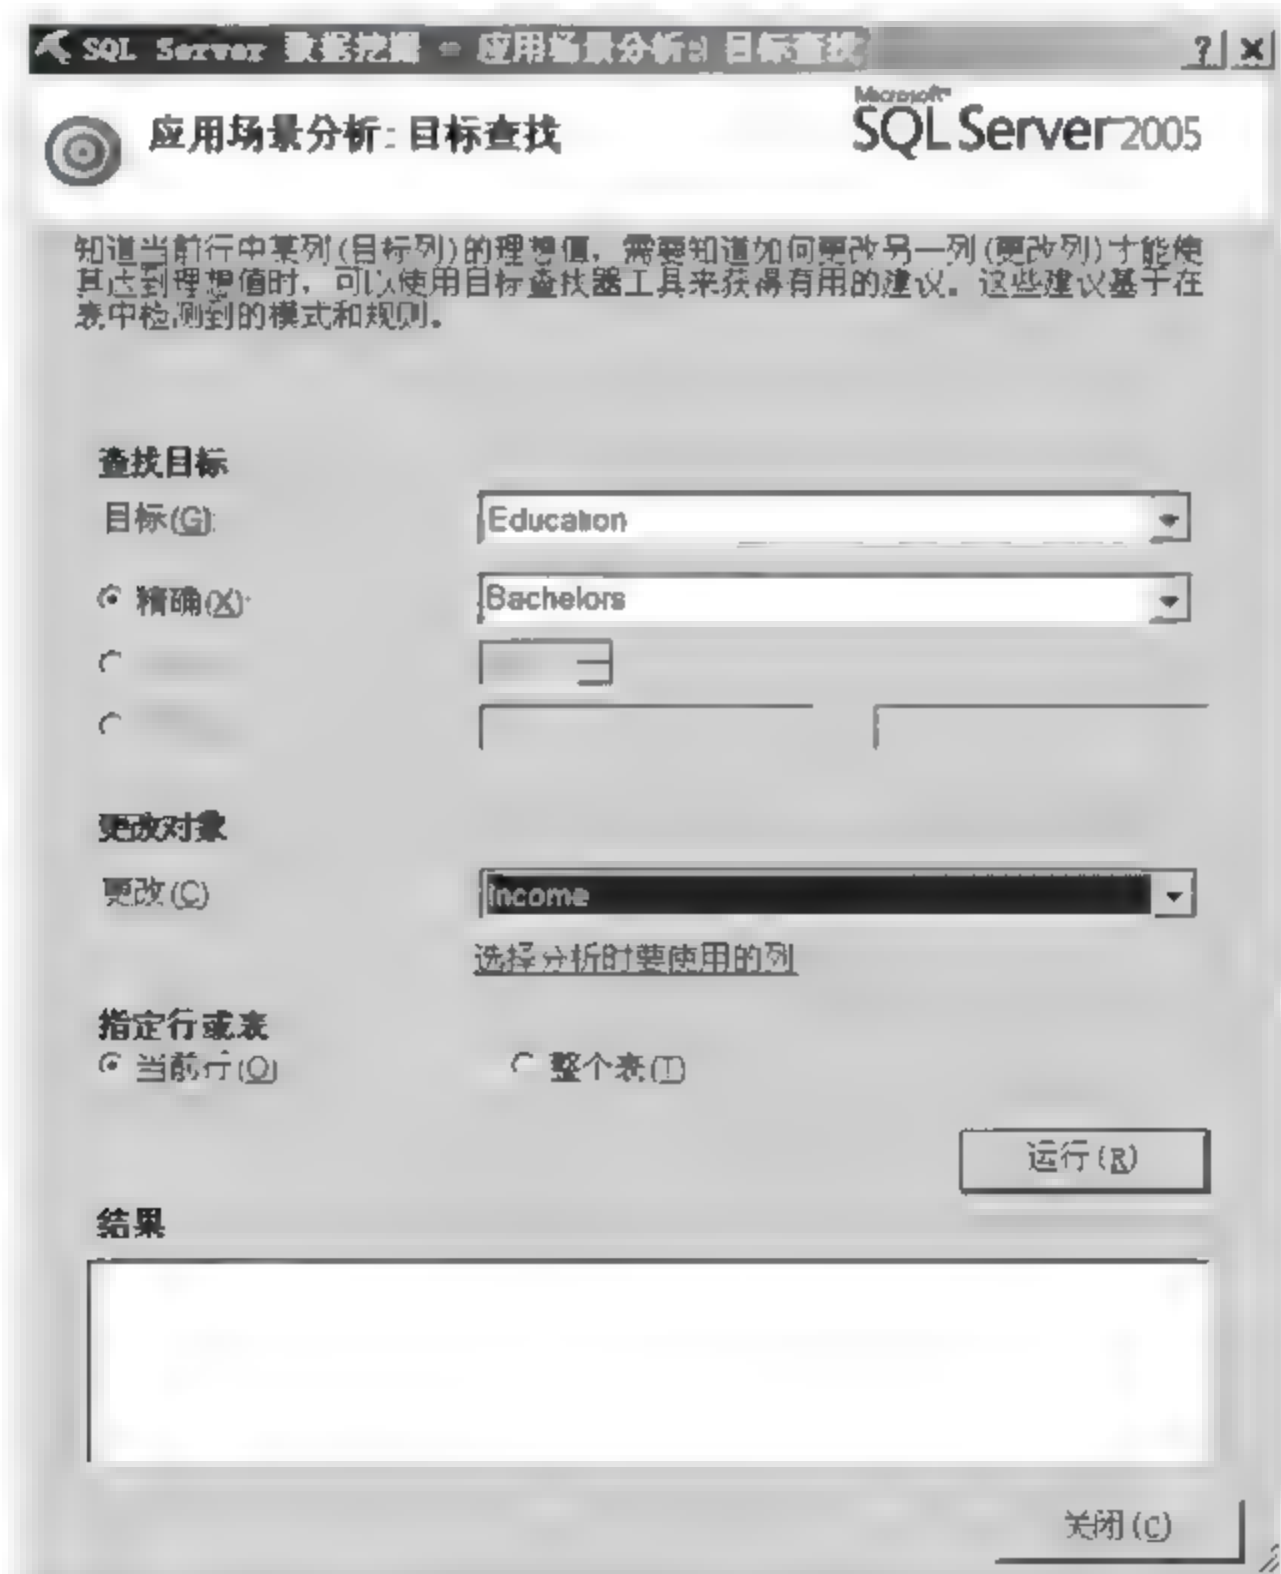 SQL Server 数据挖掘 - 应用场景分析: 目标查找
应用场景分析: 目标查找
Microsoft
SQL Server 2005
知道当前行中某列(目标列)的理想值，需要知道如何更改另一列(更改列)才能使
其达到理想值时，可以使用目标查找器工具来获得有用的建议。这些建议基于在
表中检测到的模式和规则。
查找目标
目标(G):
Education
精确(X):
Bachelors
更改对象
更改(C)
Income
选择分析时要使用的列
指定行或表
当前行(O)
整个表(T)
运行(R)
结果
关闭(C)